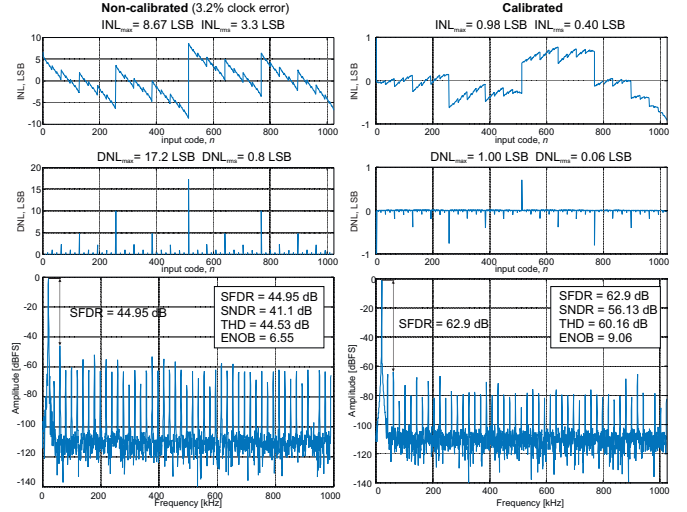 Non-calibrated (3.2% clock error)
INLmax= 8.67 LSB INLrms= 3.3 LSB
10
5
0
-5
-10
INL, LSB
0 200 400 600 800 1000
input code, n
DNLmax= 17.2 LSB DNLrms= 0.8 LSB
20
15
10
5
0
DNL, LSB
0 200 400 600 800 1000
input code, n
0
-20
-40
-60
-80
-100
-120
-140
Amplitude [dBFS]
SFDR = 44.95 dB
SFDR = 44.95 dB
SNDR = 41.1 dB
THD = 44.53 dB
ENOB = 6.55
0 200 400 600 800 1000
Frequency [kHz]
Calibrated
INLmax= 0.98 LSB INLrms= 0.40 LSB
1
0
-1
INL, LSB
0 200 400 600 800 1000
input code, n
DNLmax= 1.00 LSB DNLrms= 0.06 LSB
1
0
-1
DNL, LSB
0 200 400 600 800 1000
input code, n
0
-20
-40
-60
-80
-100
-120
-140
Amplitude [dBFS]
SFDR = 62.9 dB
SFDR = 62.9 dB
SNDR = 56.13 dB
THD = 60.16 dB
ENOB = 9.06
0 200 400 600 800 1000
Frequency [kHz]